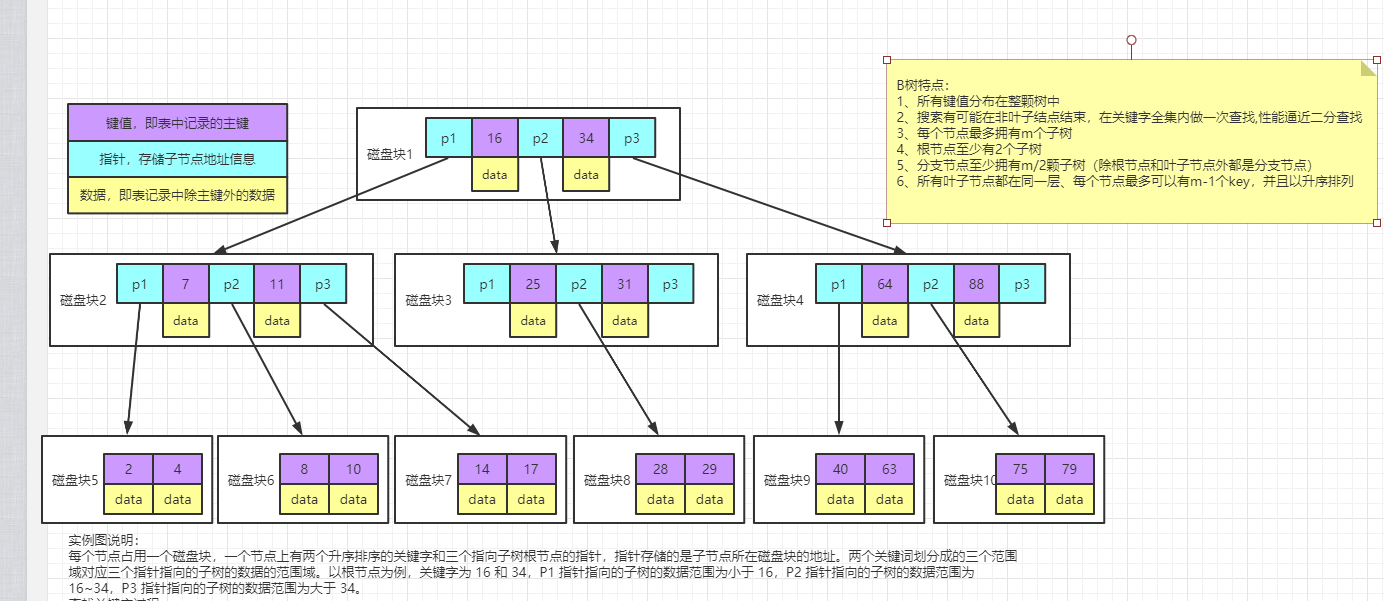 键值，即表中记录的主键
指针，存储子节点地址信息
数据，即表记录中除主键外的数据
磁盘块1
p1 16 p2 34 p3
data data
B树特点：
1、所有键值分布在整颗树中
2、搜素有可能在非叶子结点结束，在关键字全集内做一次查找,性能逼近二分查找
3、每个节点最多拥有m个子树
4、根节点至少有2个子树
5、分支节点至少拥有m/2颗子树（除根节点和叶子节点外都是分支节点）
6、所有叶子节点都在同一层、每个节点最多可以有m-1个key，并且以升序排列
磁盘块2
p1 7 p2 11 p3
data data
磁盘块3
p1 25 p2 31 p3
data data
磁盘块4
p1 64 p2 88 p3
data data
磁盘块5
2 4
data data
磁盘块6
8 10
data data
磁盘块7
14 17
data data
磁盘块8
28 29
data data
磁盘块9
40 63
data data
磁盘块10
75 79
data data
实例图说明：
每个节点占用一个磁盘块，一个节点上有两个升序排序的关键字和三个指向子树根节点的指针，指针存储的是子节点所在磁盘块的地址。两个关键词划分成的三个范围
域对应三个指针指向的子树的数据的范围域。以根节点为例，关键字为 16 和 34，P1 指针指向的子树的数据范围为小于 16，P2 指针指向的子树的数据范围为
16~34，P3 指针指向的子树的数据范围为大于 34。